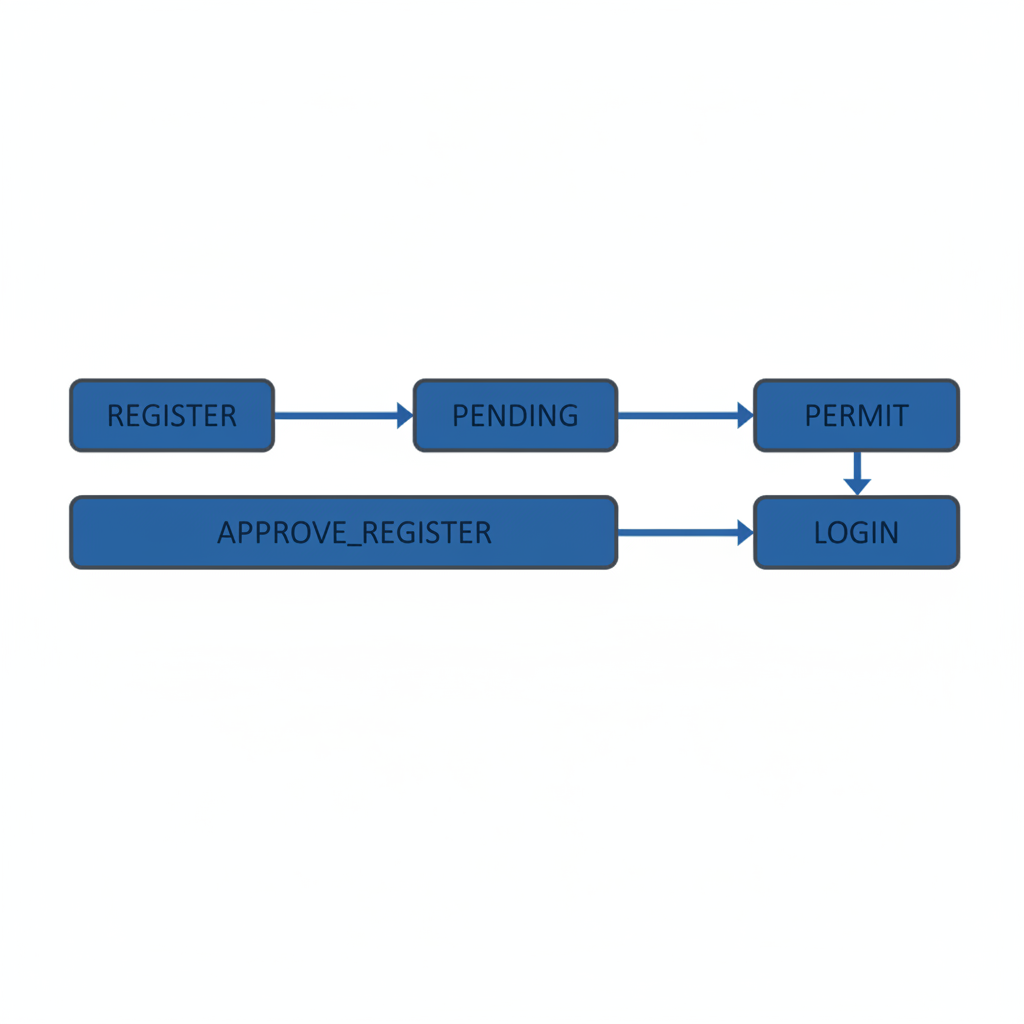 REGISTER
PENDING
PERMIT
APPROVE_REGISTER
LOGIN